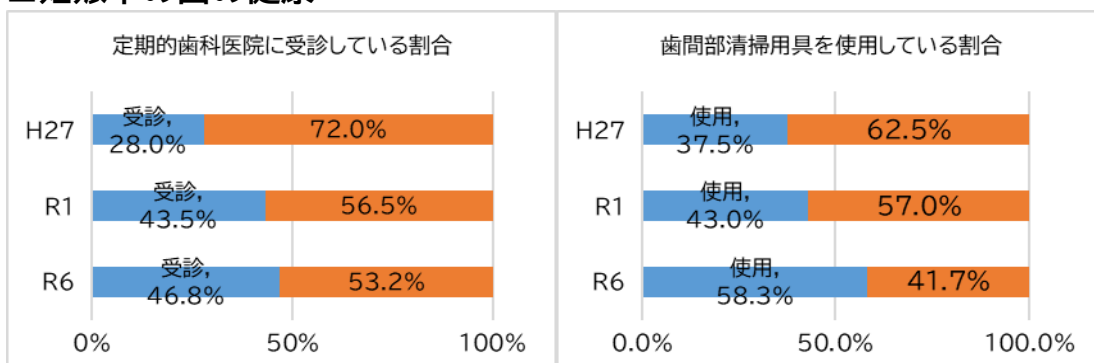 定期的歯科医院に受診している割合
H27
受診,
28.0%
72.0%
R1
受診,
43.5%
56.5%
R6
受診,
46.8%
53.2%
0%
50%
100%
歯間部清掃用具を使用している割合
H27
使用,
37.5%
62.5%
R1
使用,
43.0%
57.0%
R6
使用,
58.3%
41.7%
0.0%
50.0%
100.0%